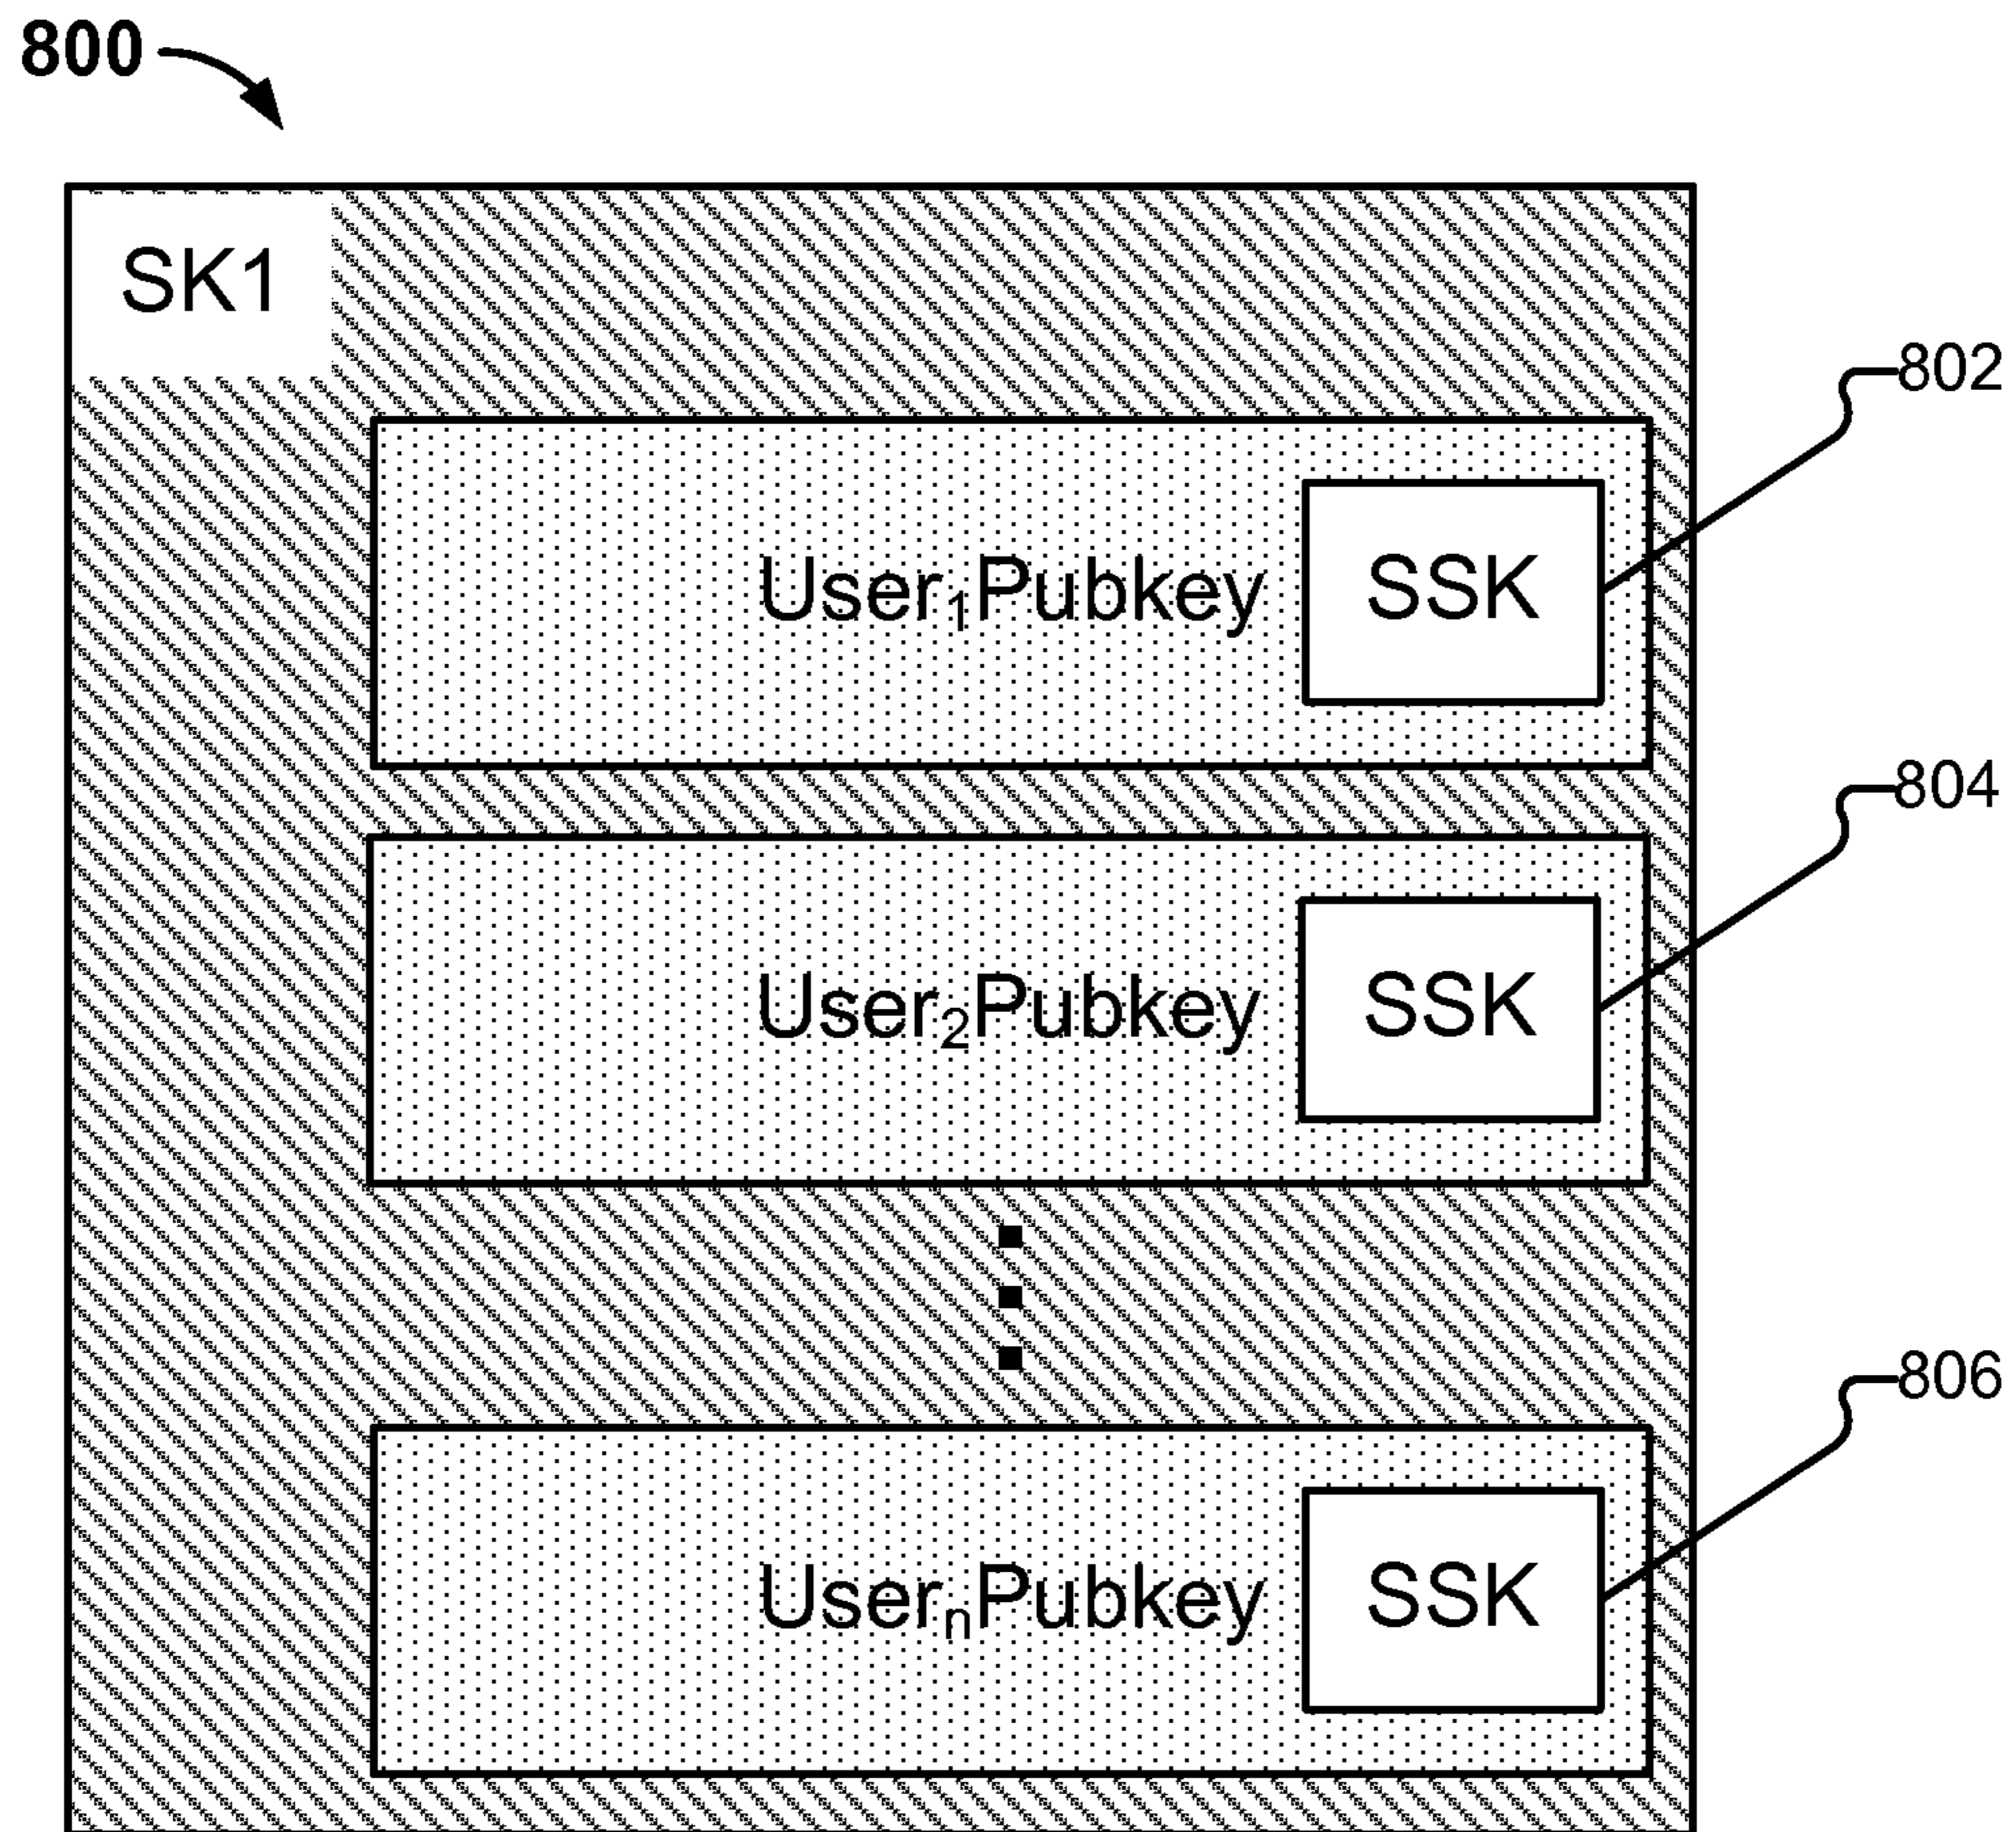 800
SK1
802
User₁Pubkey SSK
804
User₂Pubkey SSK
806
UserₙPubkey SSK